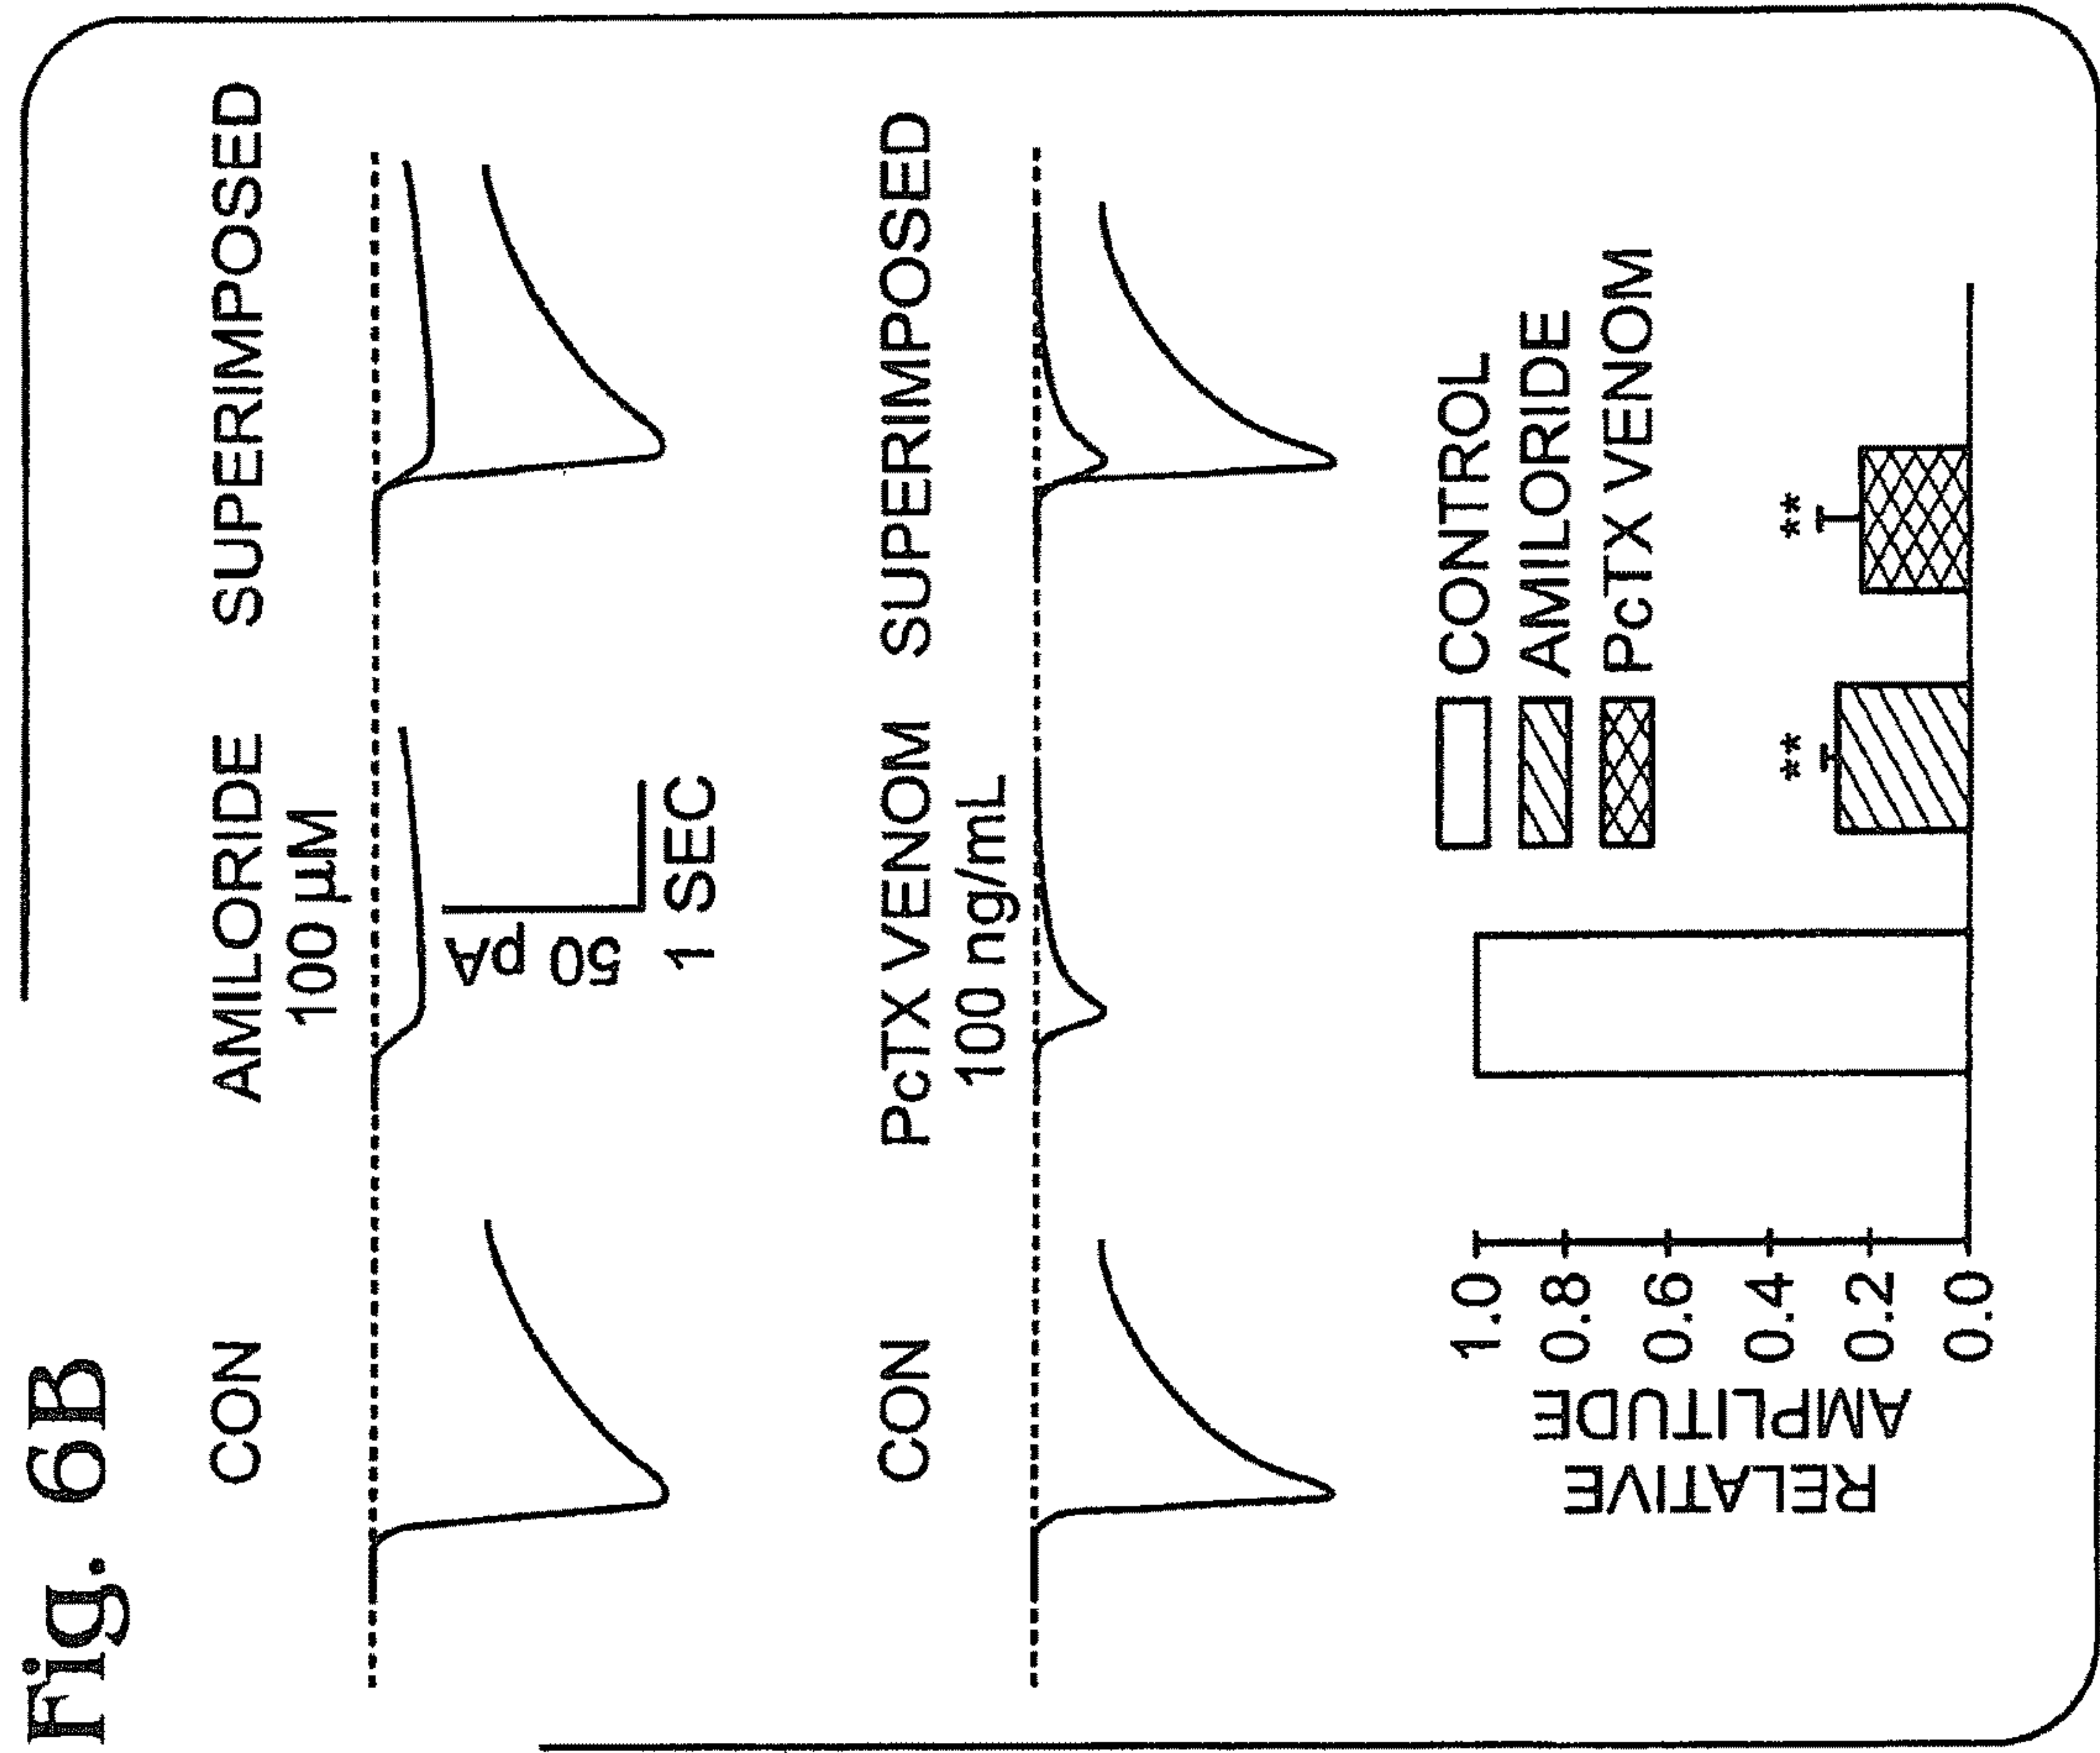 Fig. 6B
CON
AMILORIDE
100 µM
SUPERIMPOSED
50 pA
1 SEC
CON
PcTX VENOM
100 ng/mL
SUPERIMPOSED
RELATIVE
AMPLITUDE
1.0
0.8
0.6
0.4
0.2
0.0
CONTROL
AMILORIDE
PcTX VENOM
**
**